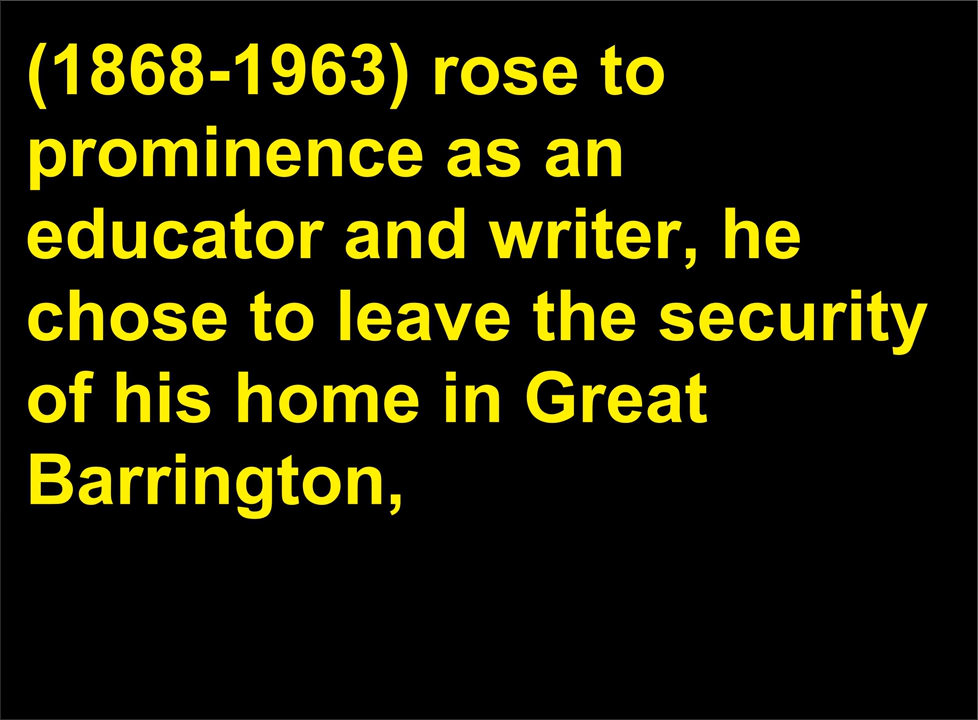 (1868-1963) rose to
prominence as an
educator and writer, he
chose to leave the security
of his home in Great
Barrington,